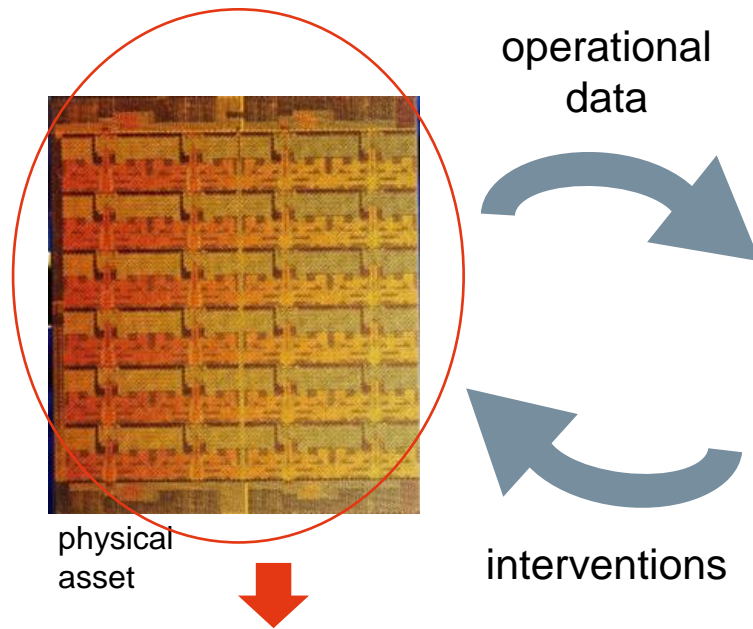 operational
data
physical
asset
interventions